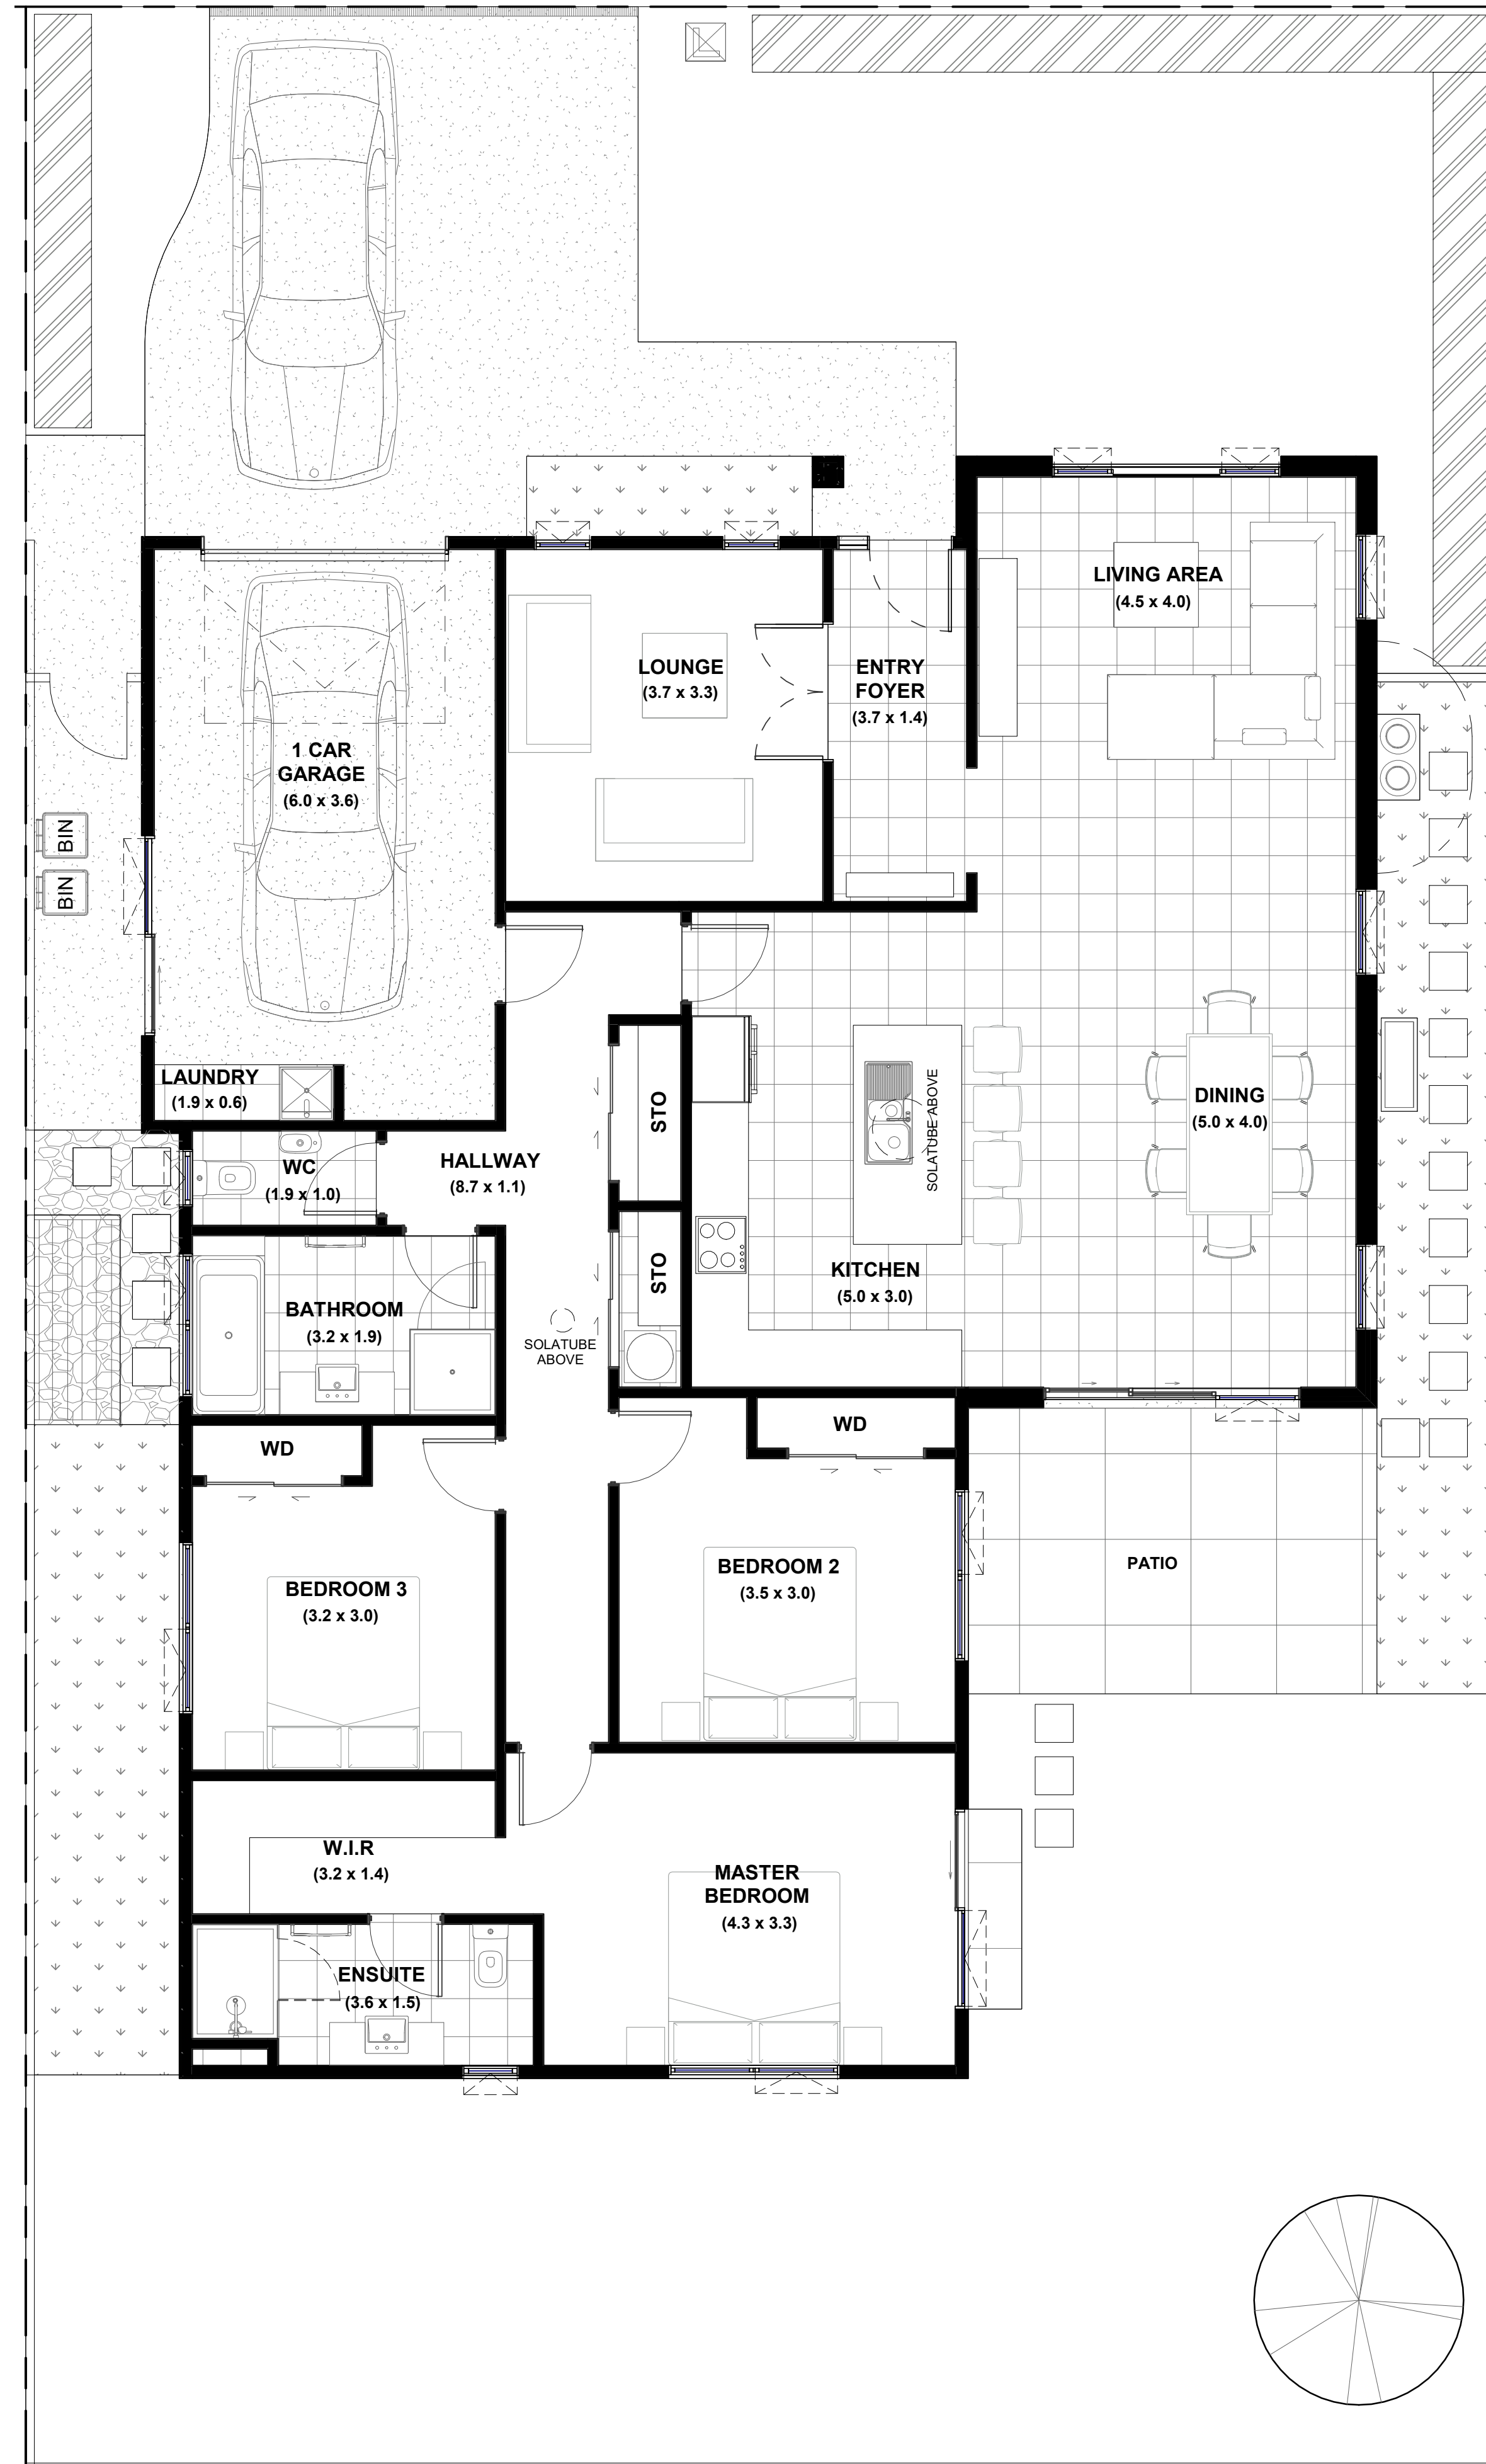 LIVING AREA
(4.5 x 4.0)
LOUNGE
(3.7 x 3.3)
ENTRY
FOYER
(3.7 x 1.4)
1 CAR
GARAGE
(6.0 x 3.6)
BIN
BIN
LAUNDRY
(1.9 x 0.6)
STO
SOLATUBE ABOVE
DINING
(5.0 x 4.0)
WC
(1.9 x 1.0)
HALLWAY
(8.7 x 1.1)
STO
KITCHEN
(5.0 x 3.0)
BATHROOM
(3.2 x 1.9)
SOLATUBE
ABOVE
WD
WD
BEDROOM 3
(3.2 x 3.0)
BEDROOM 2
(3.5 x 3.0)
PATIO
W.I.R
(3.2 x 1.4)
MASTER
BEDROOM
(4.3 x 3.3)
ENSUITE
(3.6 x 1.5)